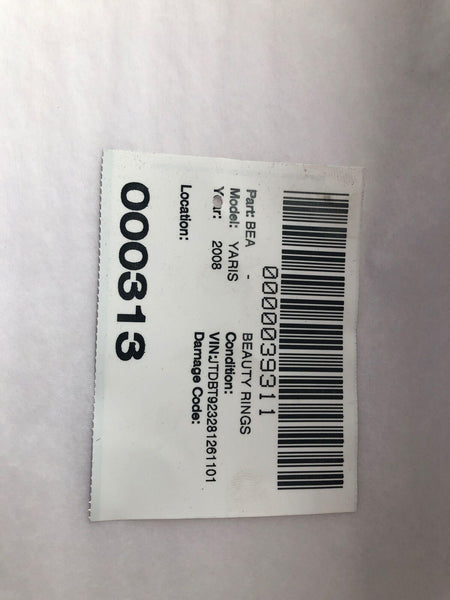 0000039311
Part: BEA - BEAUTY RINGS
Model: YARIS Condition:
Year: 2008 VIN:JTDBT923281261101
Damage Code:
Location:
000313